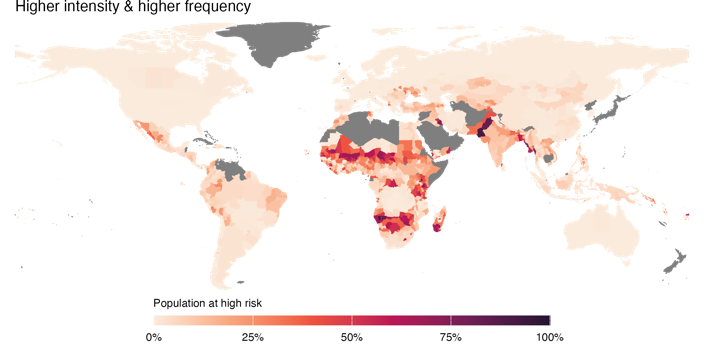 Higher intensity & higher frequency
Population at high risk
0% 25% 50% 75% 100%